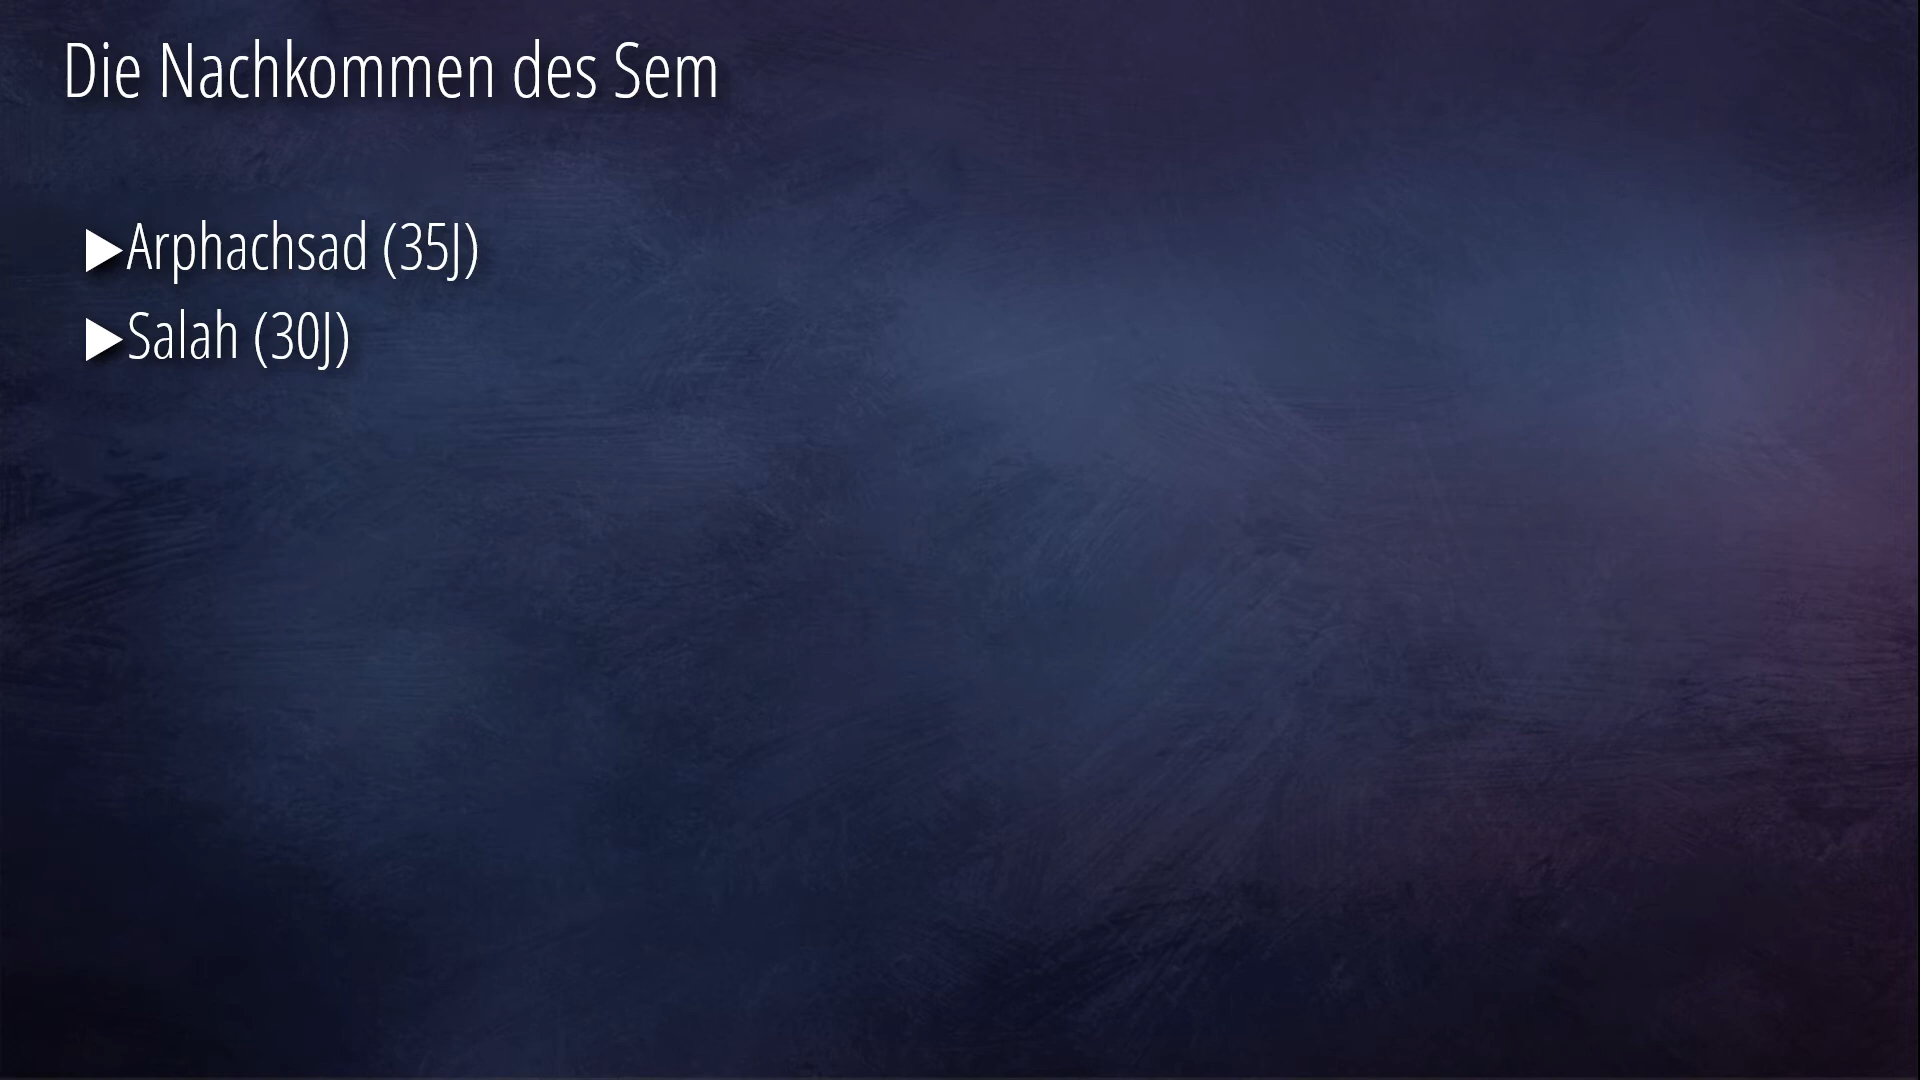 Die Nachkommen des Sem
▶Arphachsad (35J)
▶Salah (30J)